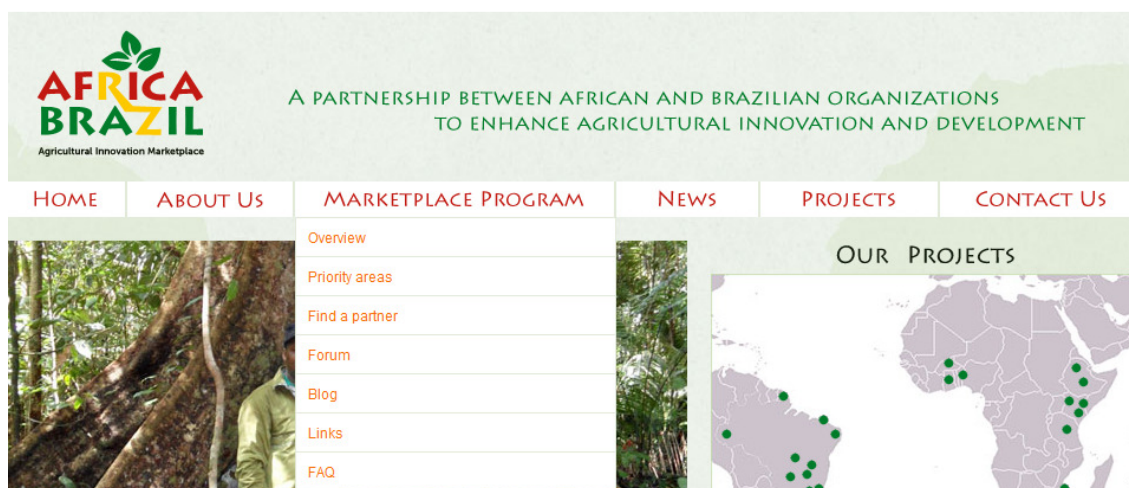 AFRICA
BRAZIL
Agricultural Innovation Marketplace
A PARTNERSHIP BETWEEN AFRICAN AND BRAZILIAN ORGANIZATIONS
TO ENHANCE AGRICULTURAL INNOVATION AND DEVELOPMENT
HOME ABOUT US MARKETPLACE PROGRAM NEWS PROJECTS CONTACT US
Overview
Priority areas
Find a partner
Forum
Blog
Links
FAQ
OUR PROJECTS